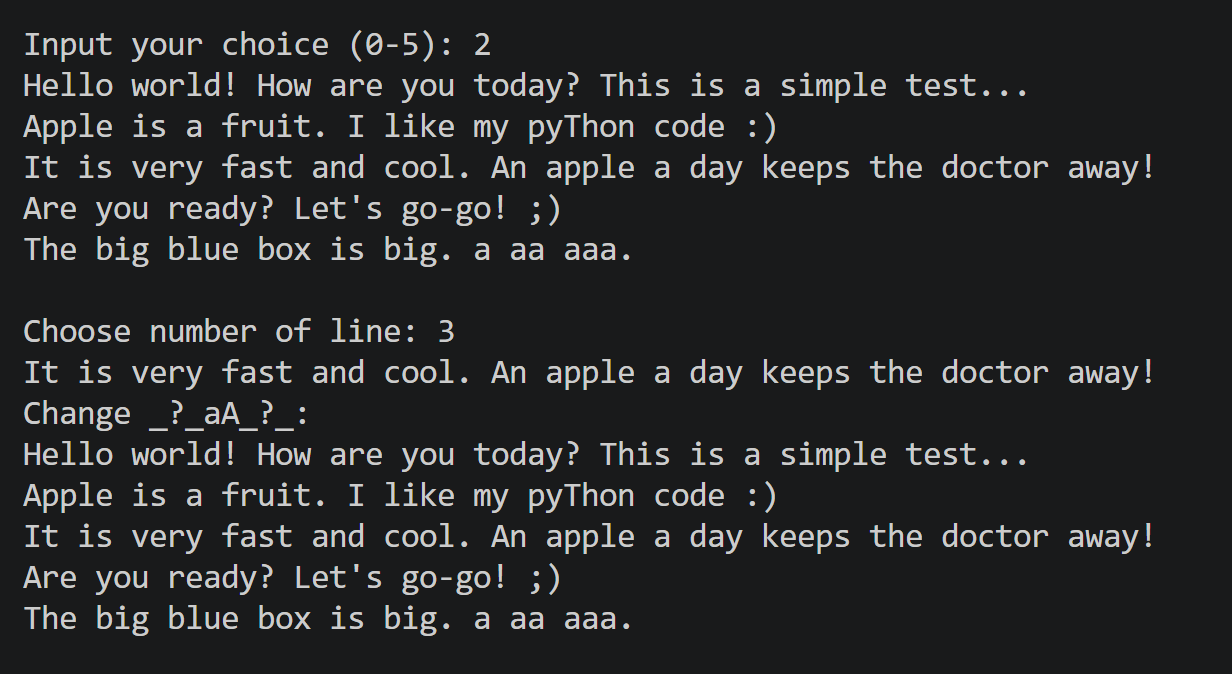 Input your choice (0-5): 2
Hello world! How are you today? This is a simple test...
Apple is a fruit. I like my pyThon code :)
It is very fast and cool. An apple a day keeps the doctor away!
Are you ready? Let's go-go! ;)
The big blue box is big. a aa aaa.

Choose number of line: 3
It is very fast and cool. An apple a day keeps the doctor away!
Change _?_aA_?_:
Hello world! How are you today? This is a simple test...
Apple is a fruit. I like my pyThon code :)
It is very fast and cool. An apple a day keeps the doctor away!
Are you ready? Let's go-go! ;)
The big blue box is big. a aa aaa.